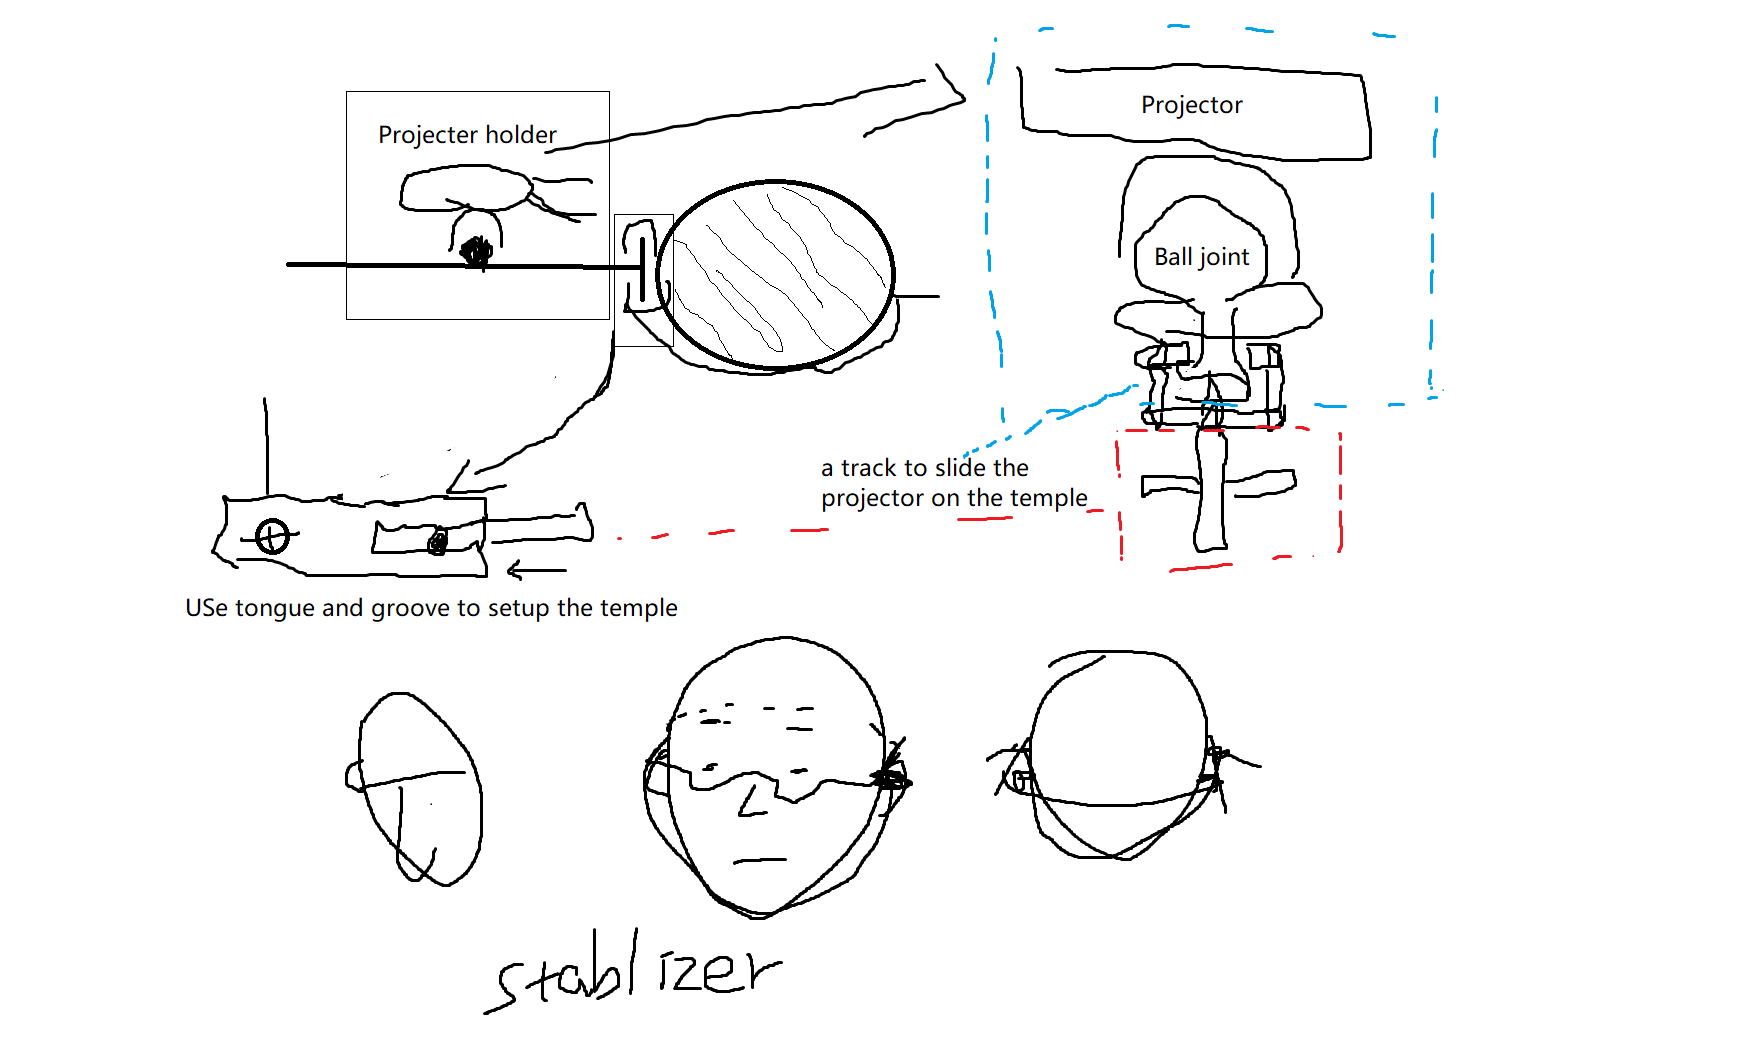 Projecter holder
Projector
Ball joint
a track to slide the
projector on the temple
USe tongue and groove to setup the temple
stablizer